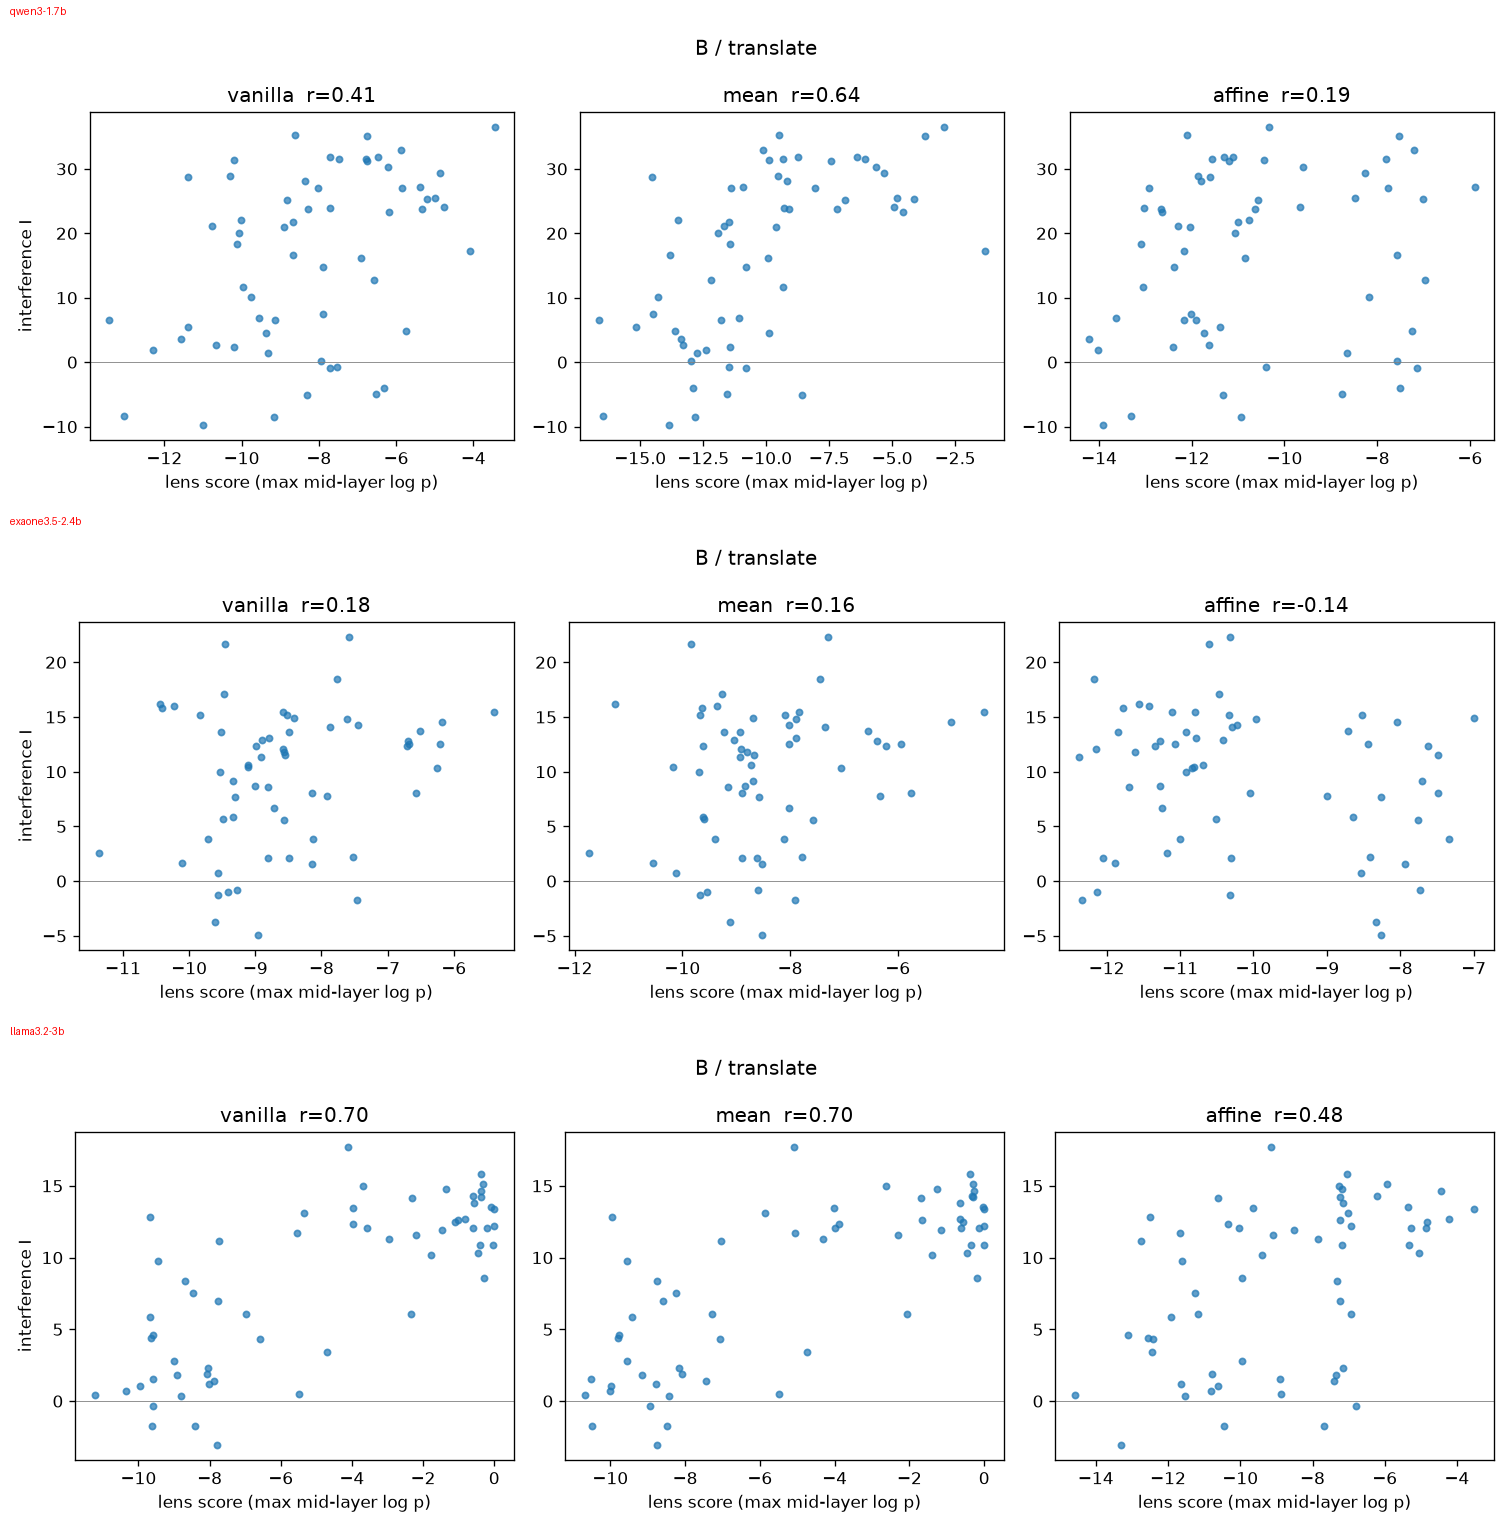 qwen3-1.7b
B / translate
vanilla  r=0.41
mean  r=0.64
affine  r=0.19
interference I
30
20
10
0
−10
−12 −10 −8 −6 −4
−15.0 −12.5 −10.0 −7.5 −5.0 −2.5
30
20
10
0
−10
−14 −12 −10 −8 −6
30
20
10
0
−10
lens score (max mid-layer log p)
lens score (max mid-layer log p)
lens score (max mid-layer log p)
exaone3.5-2.4b
B / translate
vanilla  r=0.18
mean  r=0.16
affine  r=-0.14
interference I
20
15
10
5
0
−5
−11 −10 −9 −8 −7 −6
20
15
10
5
0
−5
−12 −10 −8 −6
20
15
10
5
0
−5
−12 −11 −10 −9 −8 −7
lens score (max mid-layer log p)
lens score (max mid-layer log p)
lens score (max mid-layer log p)
llama3.2-3b
B / translate
vanilla  r=0.70
mean  r=0.70
affine  r=0.48
interference I
15
10
5
0
−10 −8 −6 −4 −2 0
15
10
5
0
−10 −8 −6 −4 −2 0
15
10
5
0
−14 −12 −10 −8 −6 −4
lens score (max mid-layer log p)
lens score (max mid-layer log p)
lens score (max mid-layer log p)